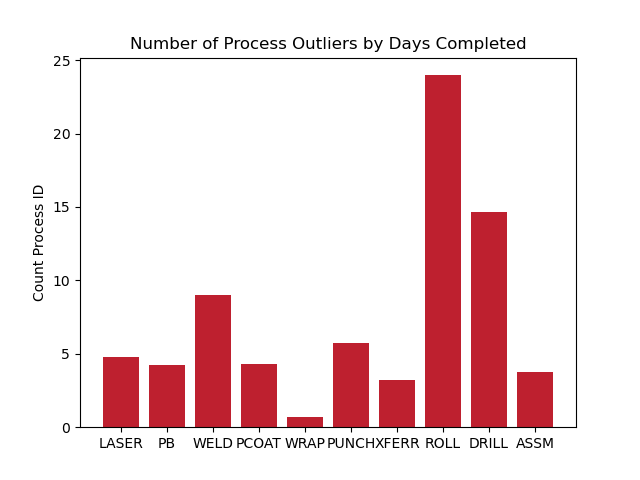 Number of Process Outliers by Days Completed
Count Process ID
25
20
15
10
5
0
LASER PB WELD PCOAT WRAP PUNCH XFERR ROLL DRILL ASSM